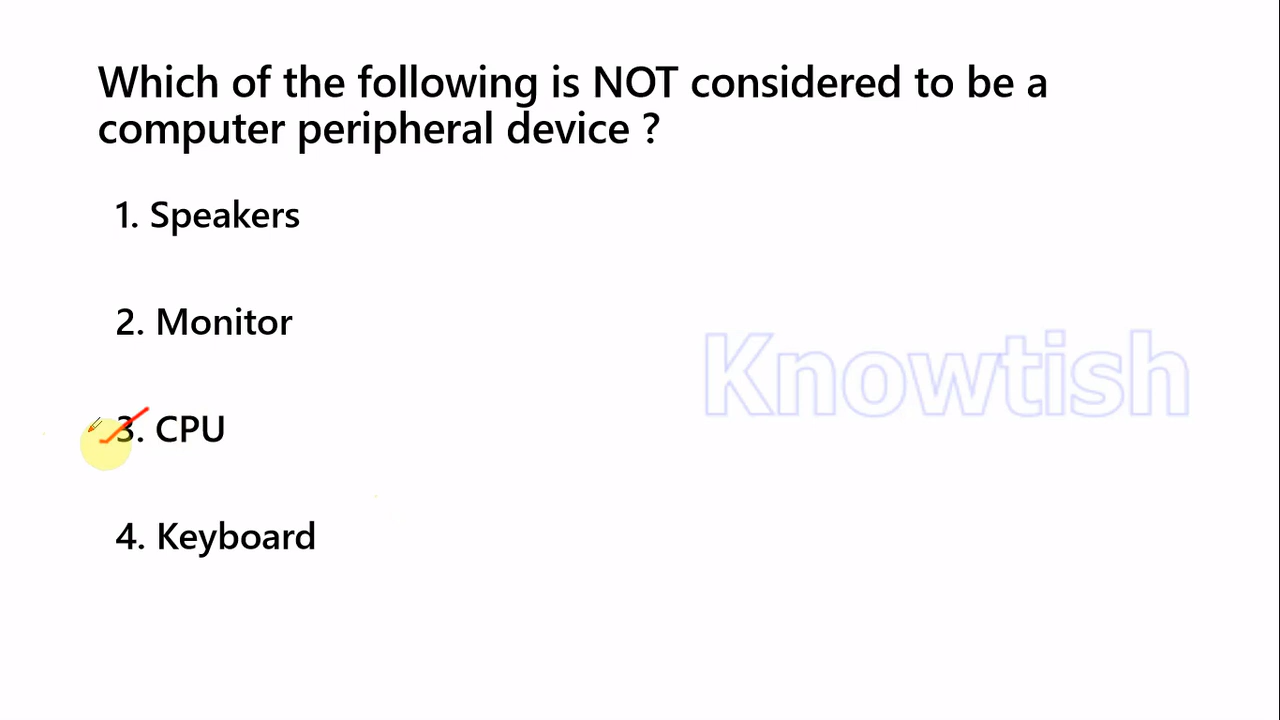 Which of the following is NOT considered to be a
computer peripheral device ?
1. Speakers
2. Monitor
Knowtish
3. CPU
4. Keyboard